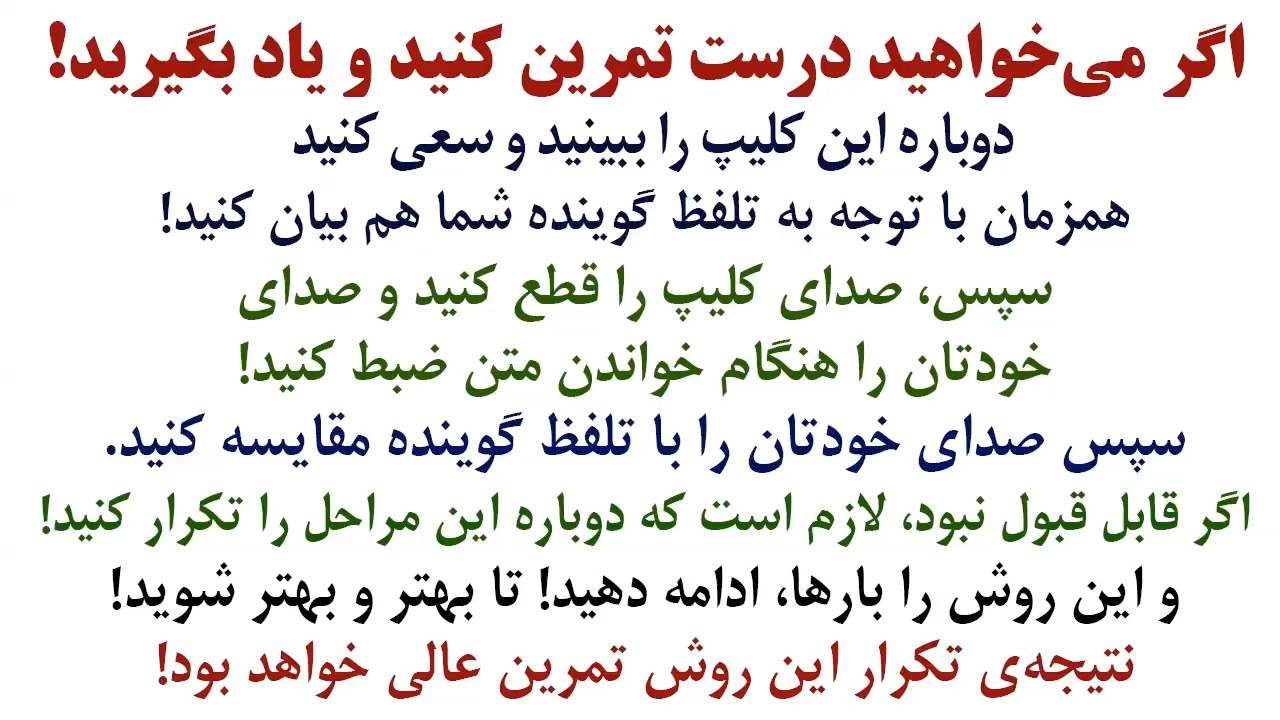 اگر می‌خواهید درست تمرین کنید و یاد بگیرید!
دوباره این کلیپ را ببینید و سعی کنید
همزمان با توجه به تلفظ گوینده شما هم بیان کنید!
سپس، صدای کلیپ را قطع کنید و صدای
خودتان را هنگام خواندن متن ضبط کنید!
سپس صدای خودتان را با تلفظ گوینده مقایسه کنید.
اگر قابل قبول نبود، لازم است که دوباره این مراحل را تکرار کنید!
و این روش را بارها، ادامه دهید! تا بهتر و بهتر شوید!
نتیجه‌ی تکرار این روش تمرین عالی خواهد بود!